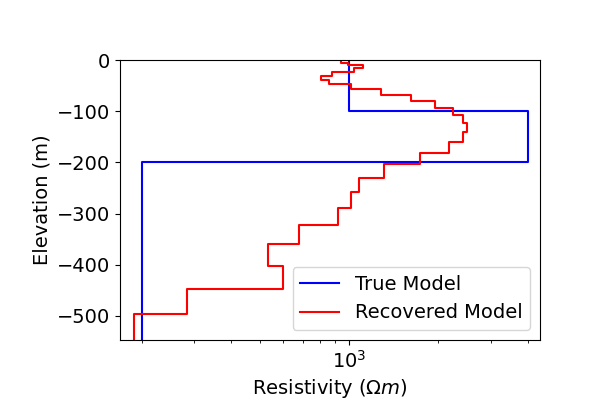 0
−100
−200
−300
−400
−500
Elevation (m)
True Model
Recovered Model
10³
Resistivity (Ωm)